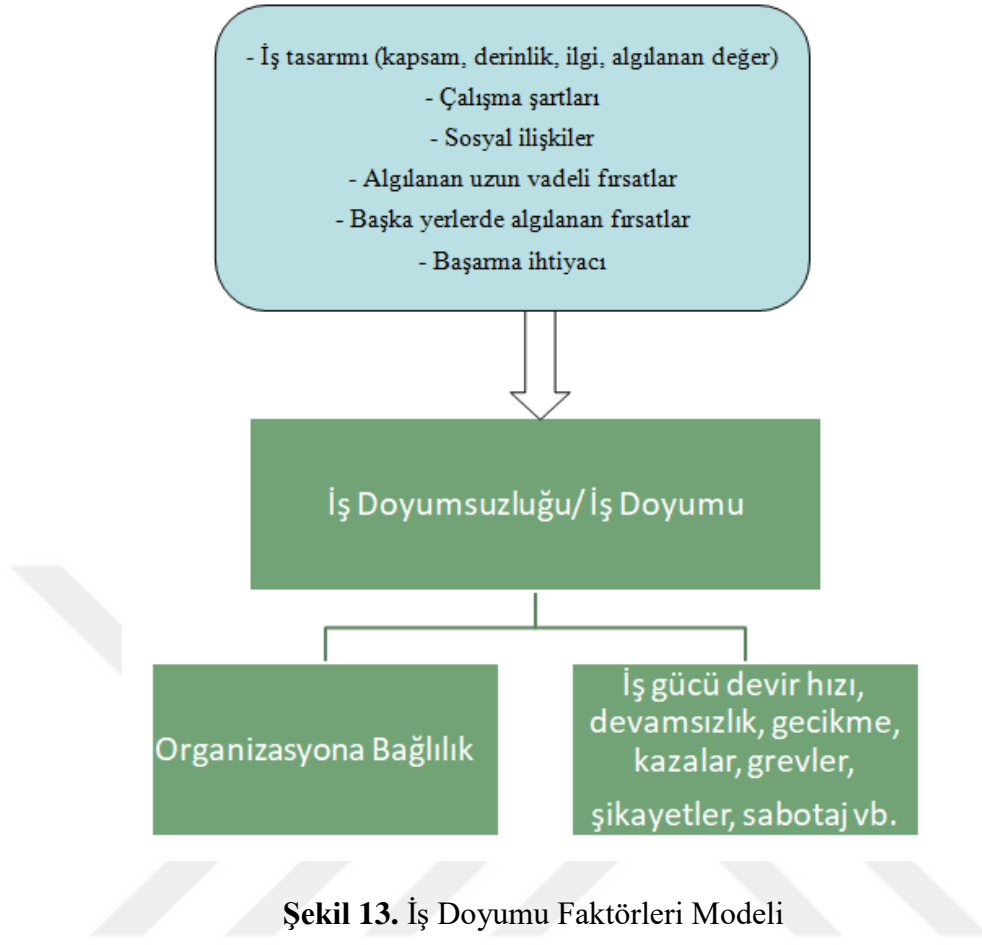 - İş tasarımı (kapsam, derinlik, ilgi, algılanan değer)
- Çalışma şartları
- Sosyal ilişkiler
- Algılanan uzun vadeli fırsatlar
- Başka yerlerde algılanan fırsatlar
- Başarma ihtiyacı
İş Doyumsuzluğu/ İş Doyumu
Organizasyona Bağlılık
İş gücü devir hızı,
devamsızlık, gecikme,
kazalar, grevler,
şikayetler, sabotaj vb.
Şekil 13. İş Doyumu Faktörleri Modeli